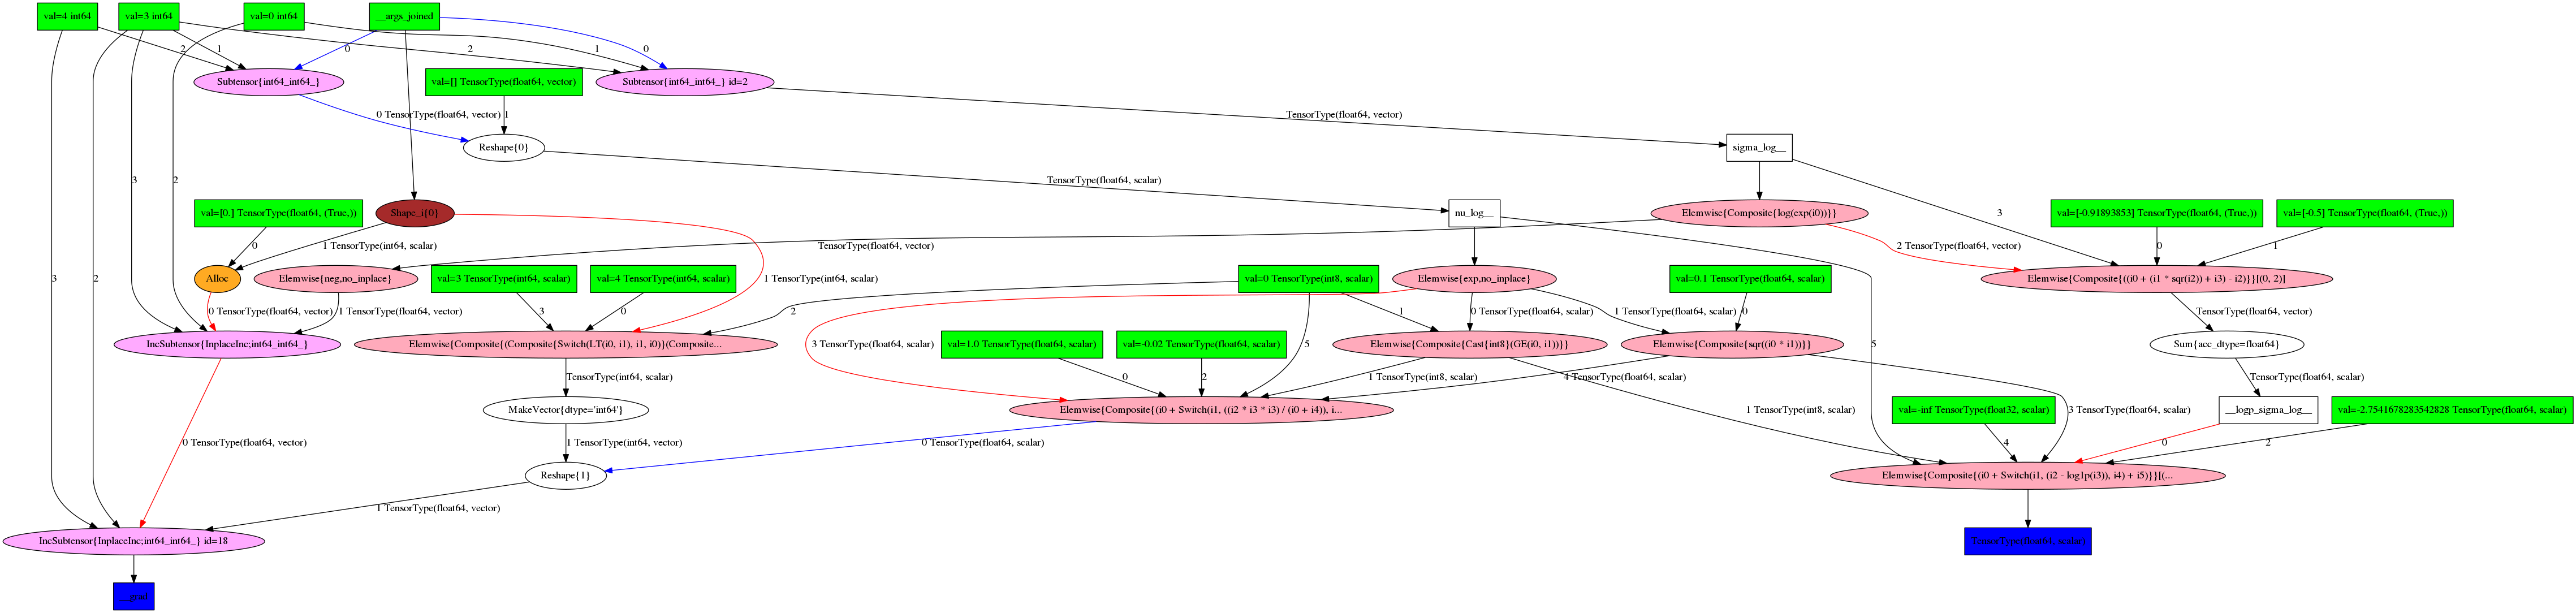 val=4 int64
val=3 int64
val=0 int64
__args_joined
2
1
0
2
1
0
Subtensor{int64_int64_}
val=[] TensorType(float64, vector)
Subtensor{int64_int64_} id=2
0 TensorType(float64, vector)
1
TensorType(float64, vector)
Reshape{0}
sigma_log__
3
2
TensorType(float64, scalar)
val=[0.] TensorType(float64, (True,))
Shape_i{0}
nu_log__
Elemwise{Composite{log(exp(i0))}}
3
val=[-0.91893853] TensorType(float64, (True,))
val=[-0.5] TensorType(float64, (True,))
0
1 TensorType(int64, scalar)
TensorType(float64, vector)
2 TensorType(float64, vector)
0
1
3
2
Alloc
Elemwise{neg,no_inplace}
val=3 TensorType(int64, scalar)
val=4 TensorType(int64, scalar)
1 TensorType(int64, scalar)
val=0 TensorType(int8, scalar)
Elemwise{exp,no_inplace}
val=0.1 TensorType(float64, scalar)
Elemwise{Composite{((i0 + (i1 * sqr(i2)) + i3) - i2)}}[(0, 2)]
0 TensorType(float64, vector)
1 TensorType(float64, vector)
3
0
2
1
0 TensorType(float64, scalar)
1 TensorType(float64, scalar)
0
TensorType(float64, vector)
IncSubtensor{InplaceInc;int64_int64_}
Elemwise{Composite{(Composite{Switch(LT(i0, i1), i1, i0)}(Composite...
3 TensorType(float64, scalar)
val=1.0 TensorType(float64, scalar)
val=-0.02 TensorType(float64, scalar)
5
Elemwise{Composite{Cast{int8}(GE(i0, i1))}}
Elemwise{Composite{sqr((i0 * i1))}}
5
Sum{acc_dtype=float64}
TensorType(int64, scalar)
0
2
1 TensorType(int8, scalar)
4 TensorType(float64, scalar)
TensorType(float64, scalar)
MakeVector{dtype='int64'}
Elemwise{Composite{(i0 + Switch(i1, ((i2 * i3 * i3) / (i0 + i4)), i...
1 TensorType(int8, scalar)
val=-inf TensorType(float32, scalar)
3 TensorType(float64, scalar)
__logp_sigma_log__
val=-2.7541678283542828 TensorType(float64, scalar)
0 TensorType(float64, vector)
1 TensorType(int64, vector)
0 TensorType(float64, scalar)
4
0
2
Reshape{1}
Elemwise{Composite{(i0 + Switch(i1, (i2 - log1p(i3)), i4) + i5)}}[(...
1 TensorType(float64, vector)
IncSubtensor{InplaceInc;int64_int64_} id=18
TensorType(float64, scalar)
__grad